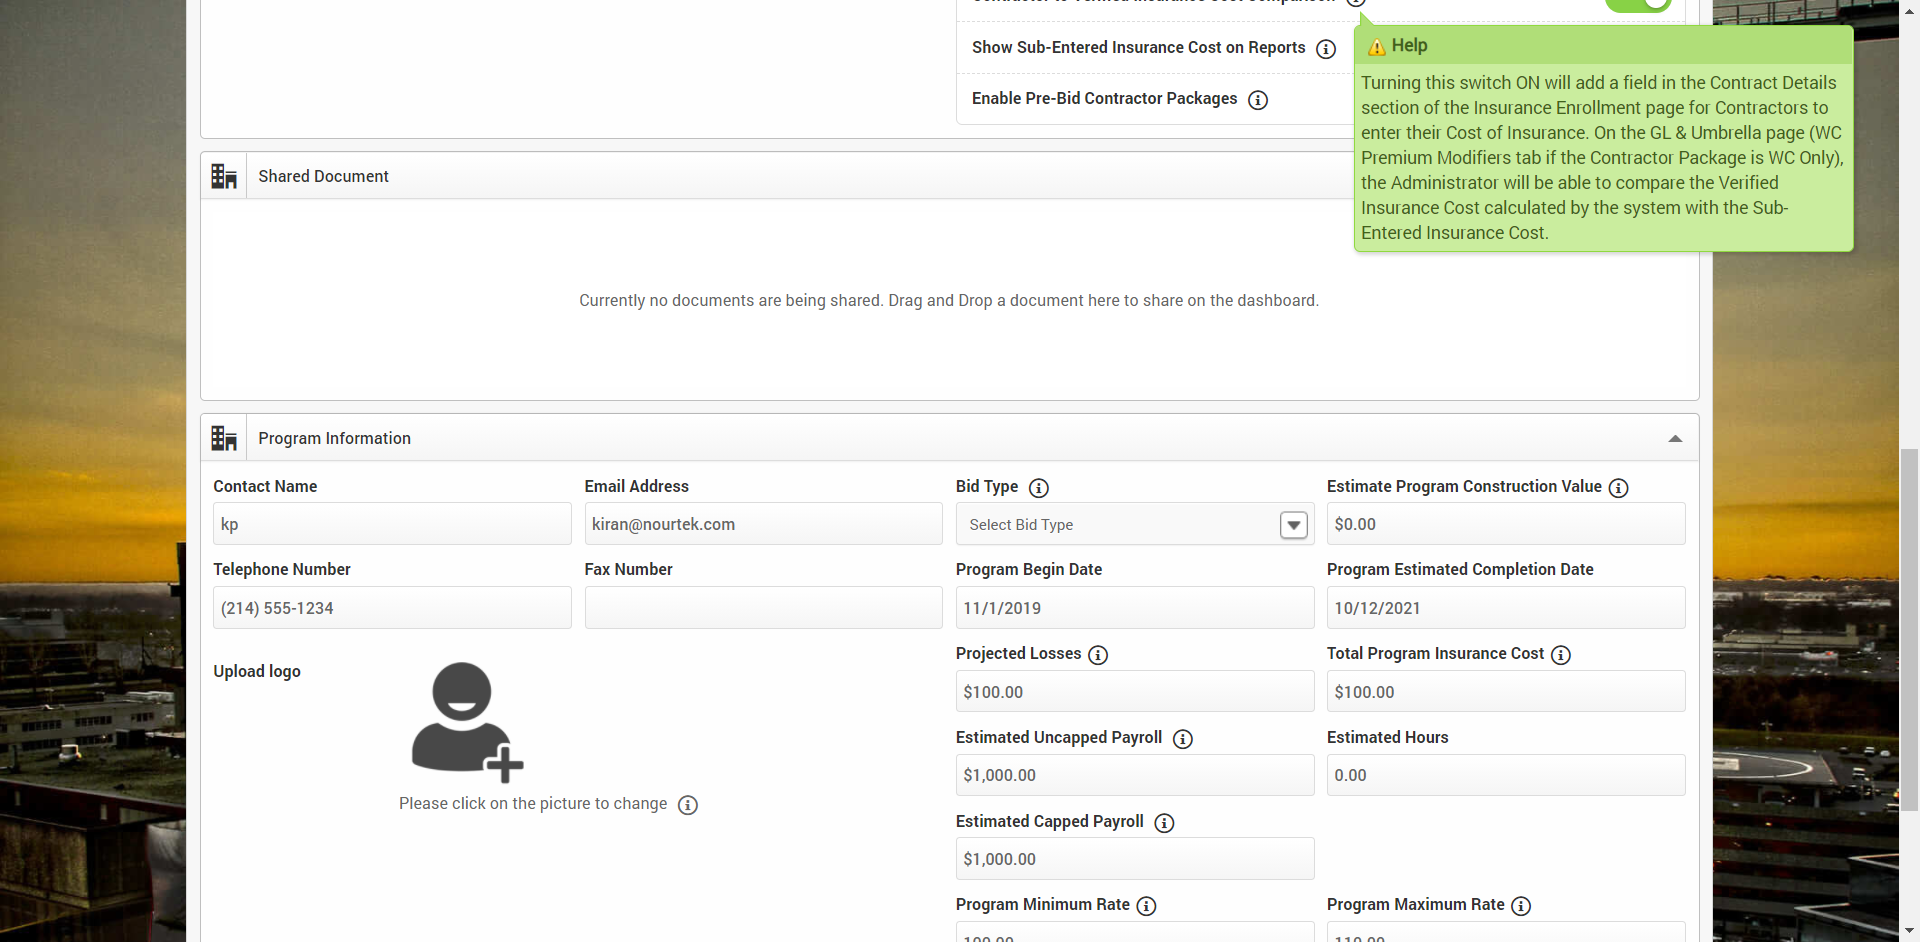 Show Sub-Entered Insurance Cost on Reports
Enable Pre-Bid Contractor Packages
Help
Turning this switch ON will add a field in the Contract Details
section of the Insurance Enrollment page for Contractors to
enter their Cost of Insurance. On the GL & Umbrella page (WC
Premium Modifiers tab if the Contractor Package is WC Only),
the Administrator will be able to compare the Verified
Insurance Cost calculated by the system with the Sub-
Entered Insurance Cost.
Shared Document
Currently no documents are being shared. Drag and Drop a document here to share on the dashboard.
Program Information
Contact Name
kp
Email Address
kiran@nourtek.com
Bid Type
Select Bid Type
Estimate Program Construction Value
$0.00
Telephone Number
(214) 555-1234
Fax Number
Program Begin Date
11/1/2019
Program Estimated Completion Date
10/12/2021
Upload logo
Please click on the picture to change
Projected Losses
$100.00
Total Program Insurance Cost
$100.00
Estimated Uncapped Payroll
$1,000.00
Estimated Hours
0.00
Estimated Capped Payroll
$1,000.00
Program Minimum Rate
Program Maximum Rate